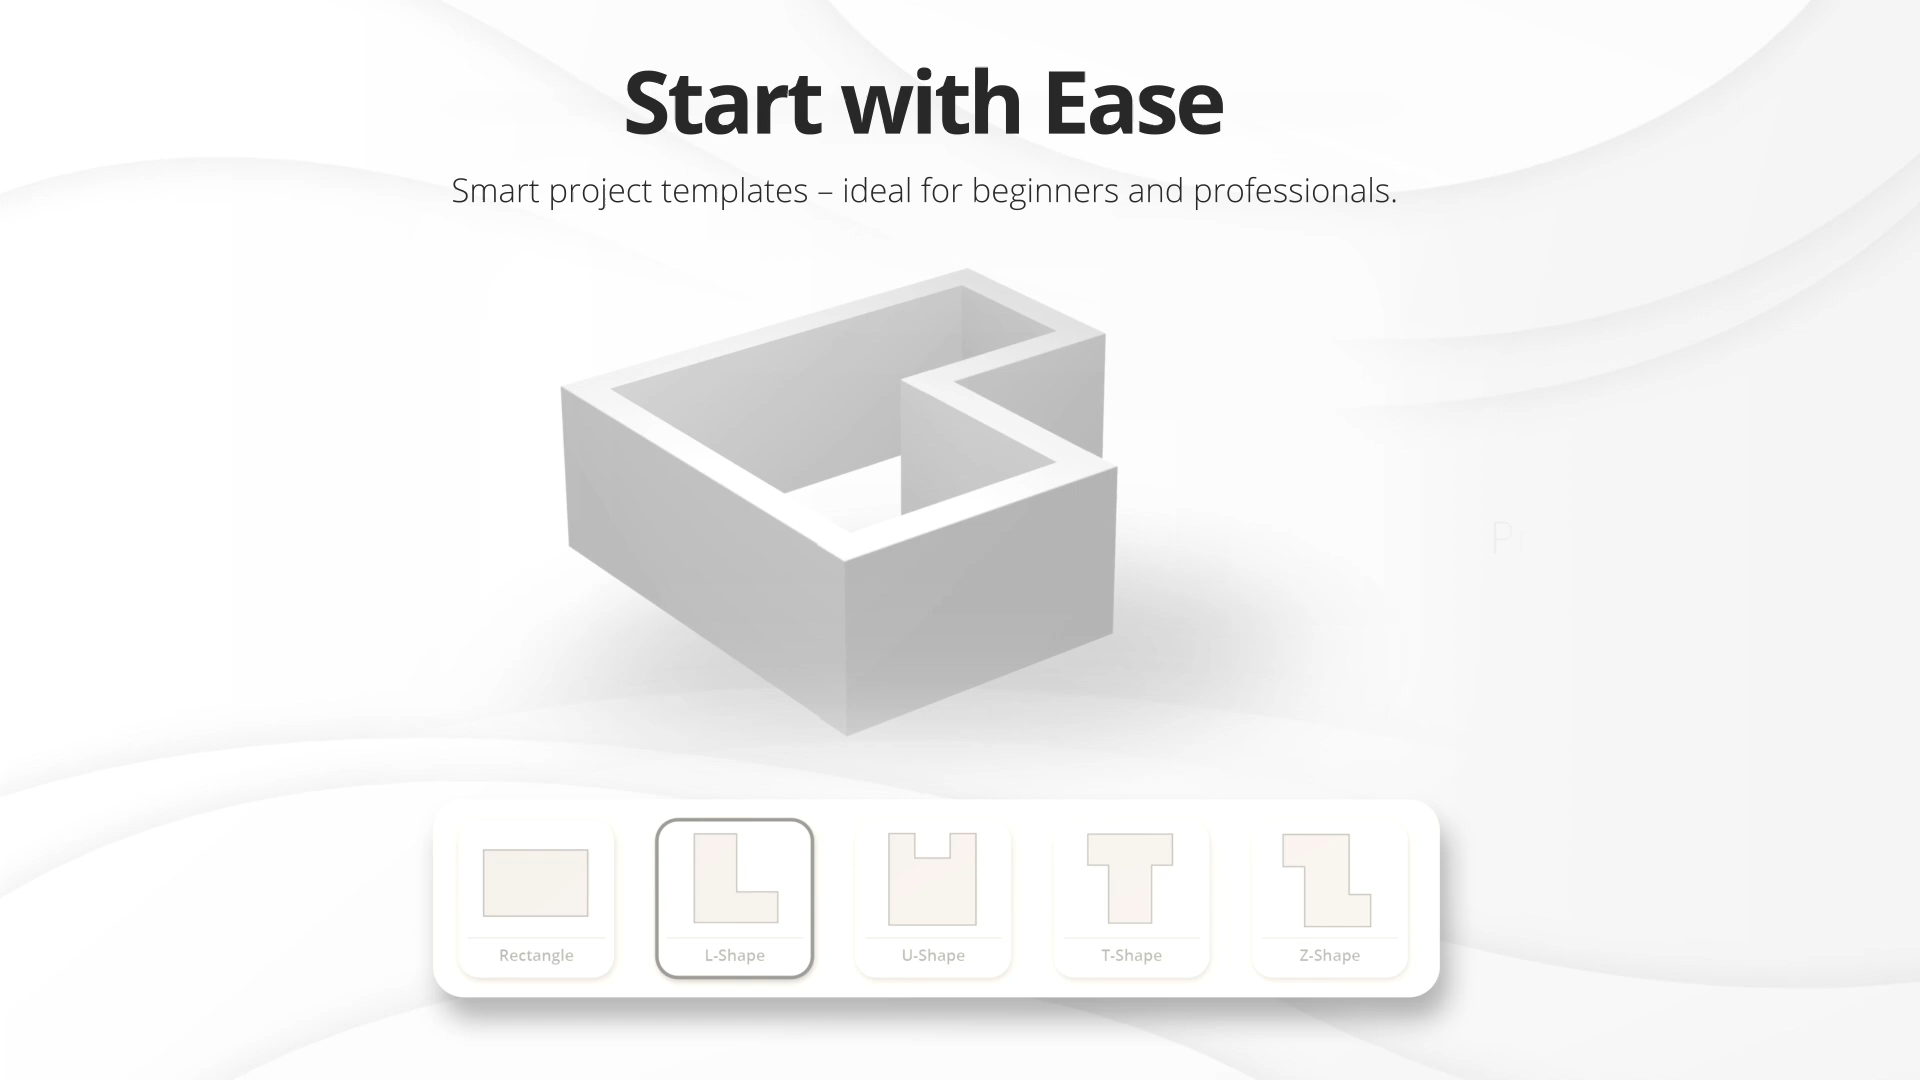 Start with Ease
Smart project templates – ideal for beginners and professionals.
Rectangle
L-Shape
U-Shape
T-Shape
Z-Shape